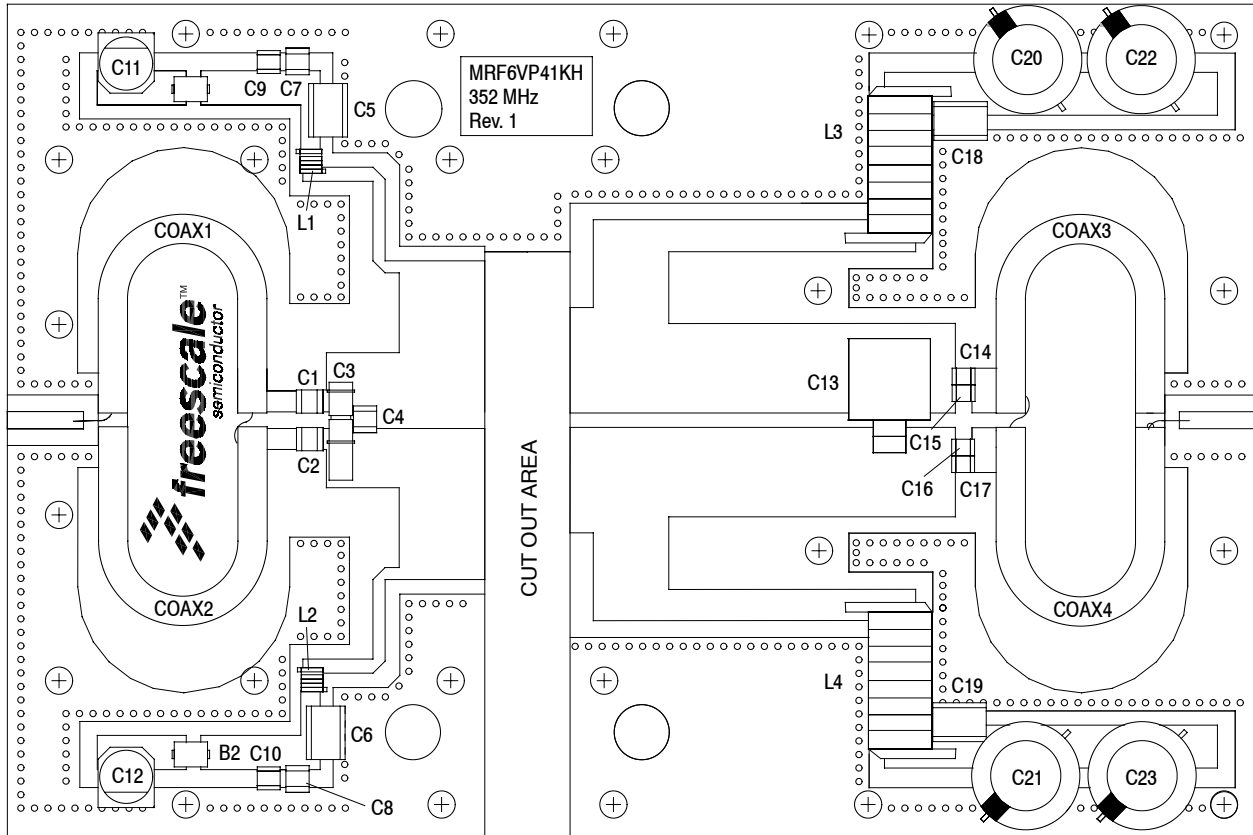 C11
C9 C7
C5
MRF6VP41KH
352 MHz
Rev. 1
C20
C22
L3
C18
L1
COAX1
COAX3
freescale™
semiconductor
C1
C3
C4
C2
C13
C14
C15
C16
C17
CUT OUT AREA
COAX2
COAX4
L2
L4
C19
C6
B2
C10
C12
C8
C21
C23